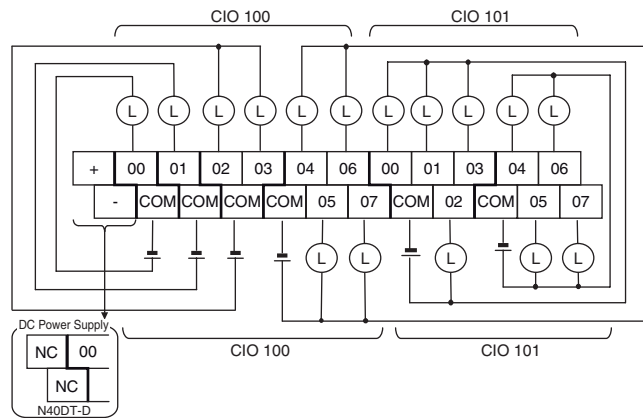 CIO 100 CIO 101
L L L L L L L L L L L
+ 00 01 02 03 04 06 00 01 03 04 06
- COM COM COM COM 05 07 COM 02 COM 05 07
L L L L L
DC Power Supply
CIO 100 CIO 101
NC 00
NC
N40DT-D